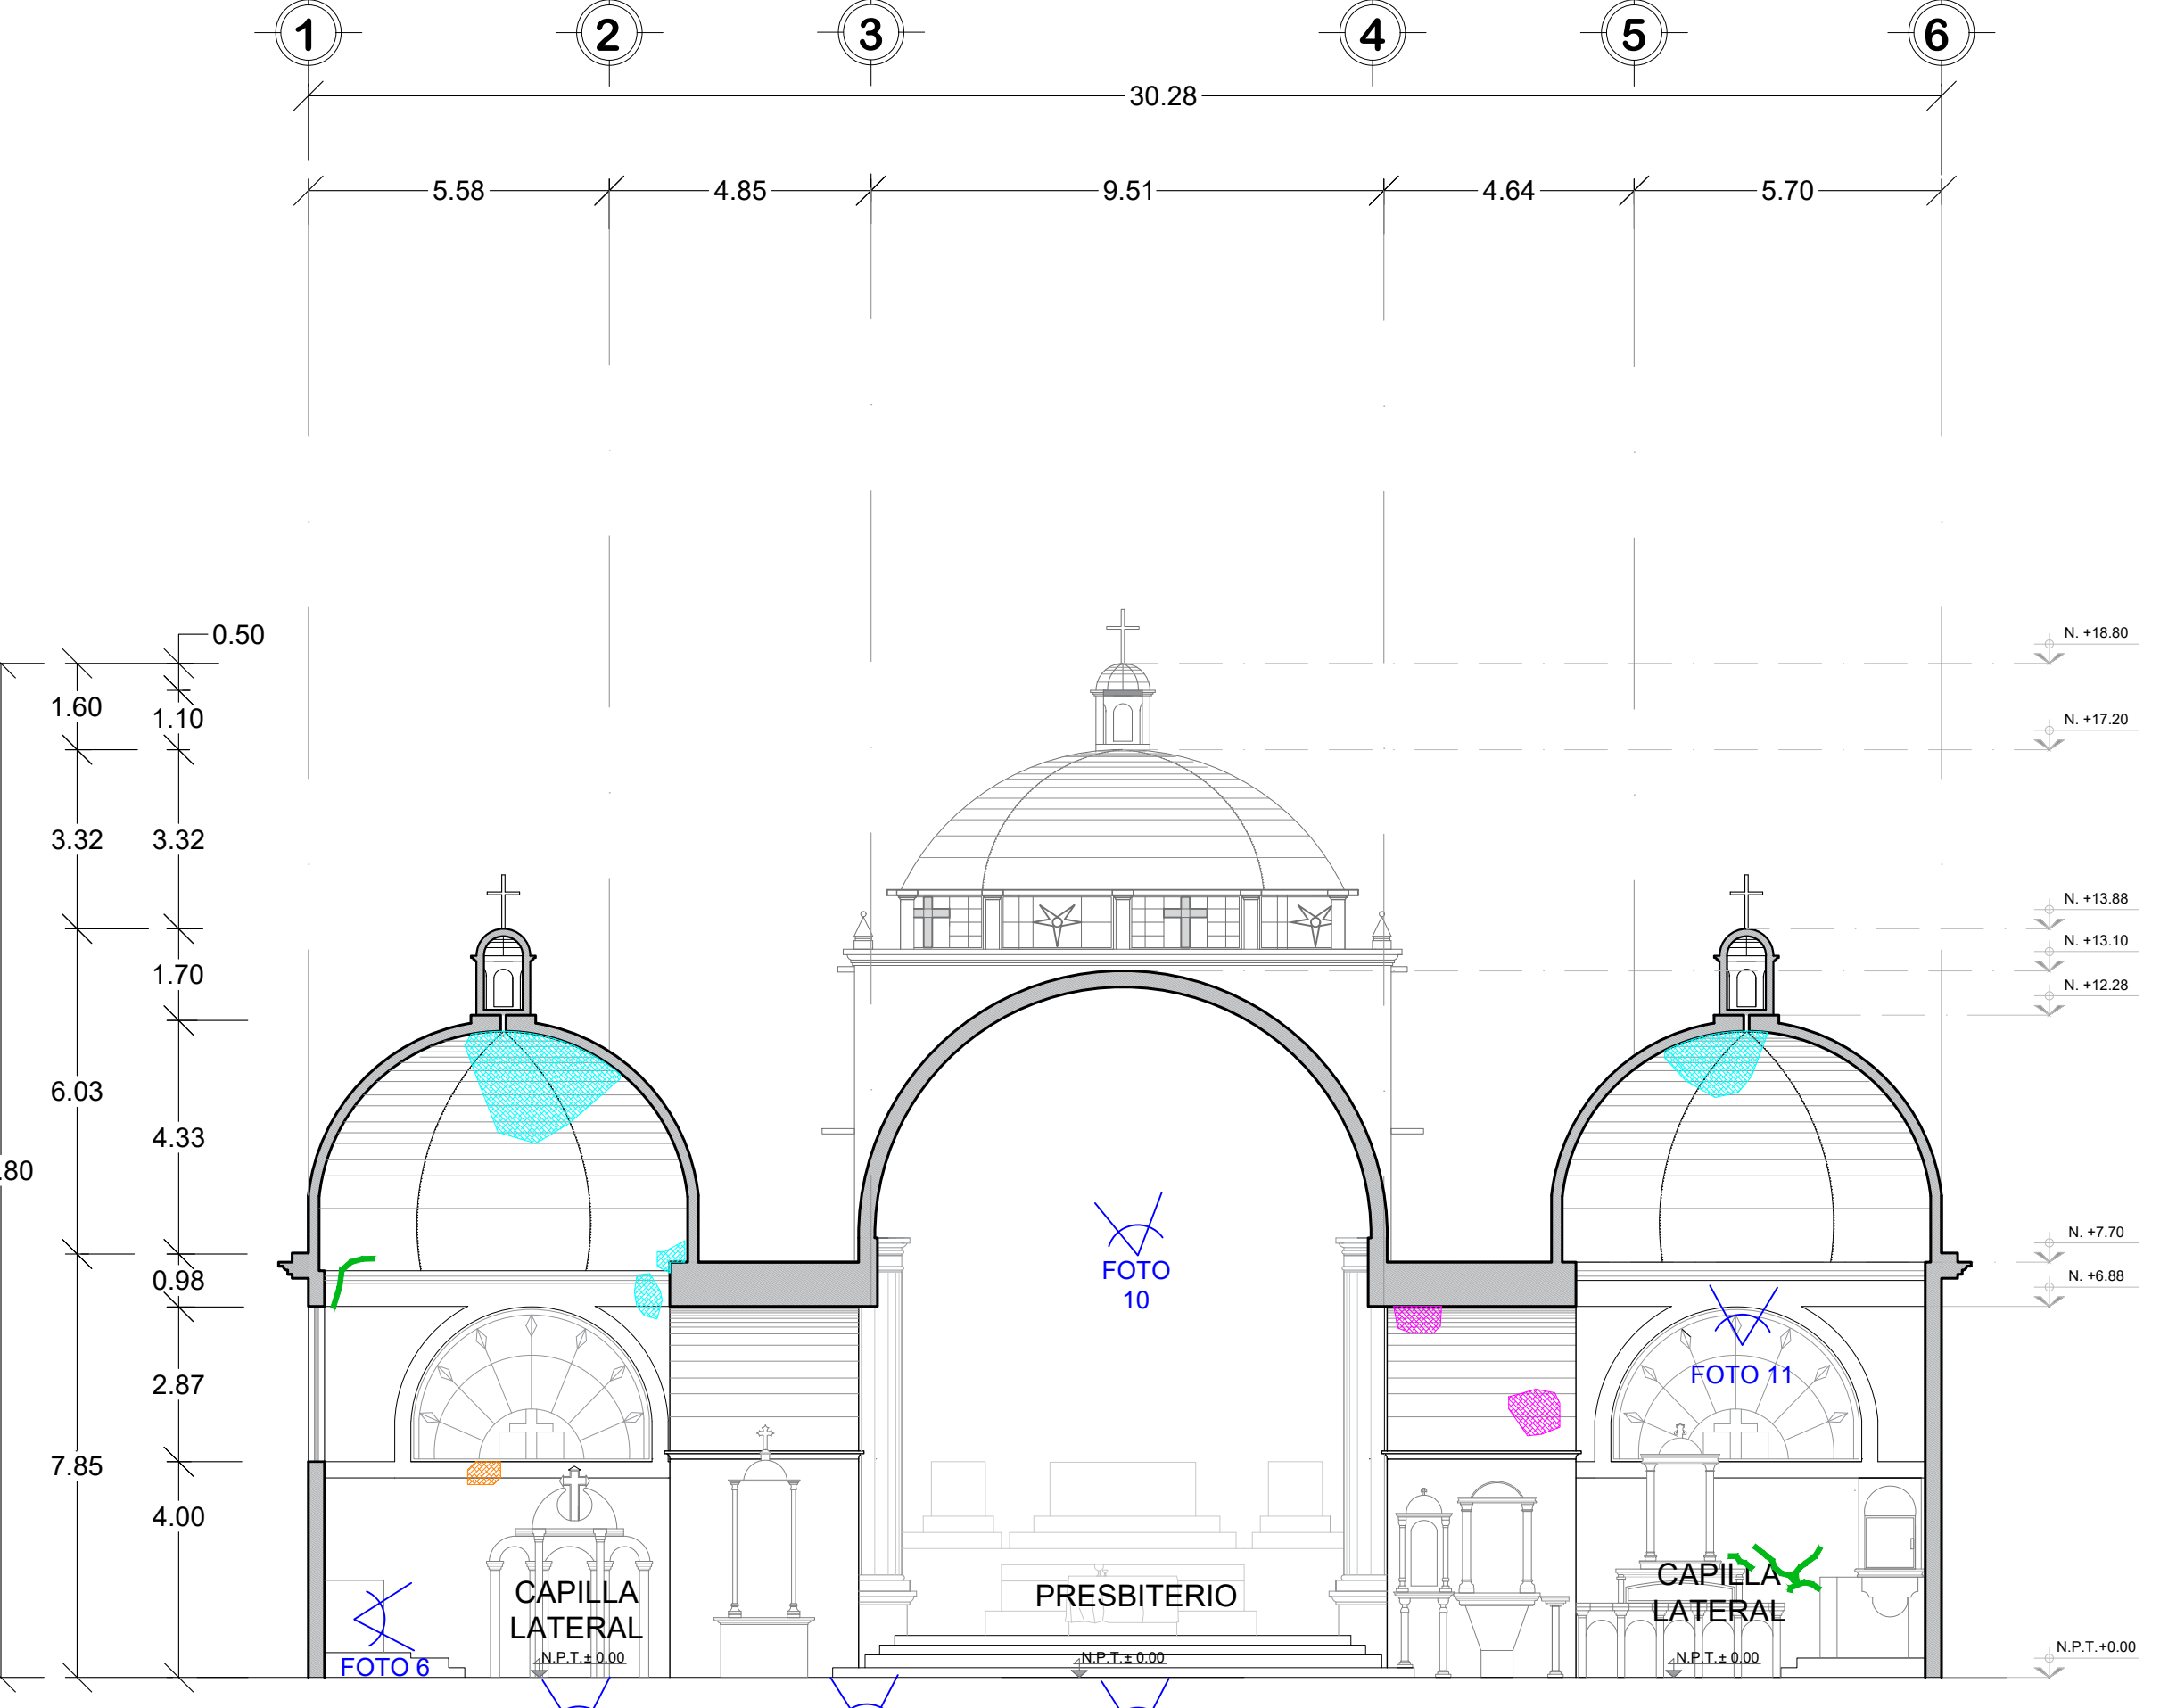 1 2 3 4 5 6
30.28
5.58 4.85 9.51 4.64 5.70
0.50
N. +18.80
1.60
1.10
N. +17.20
3.32
3.32
N. +13.88
N. +13.10
1.70
N. +12.28
6.03
4.33
.80
N. +7.70
FOTO
10
0.98
N. +6.88
2.87
FOTO 11
7.85
4.00
CAPILLA
LATERAL
PRESBITERIO
CAPILLA
LATERAL
FOTO 6
N.P.T.± 0.00
N.P.T.± 0.00
N.P.T.± 0.00
N.P.T.+0.00